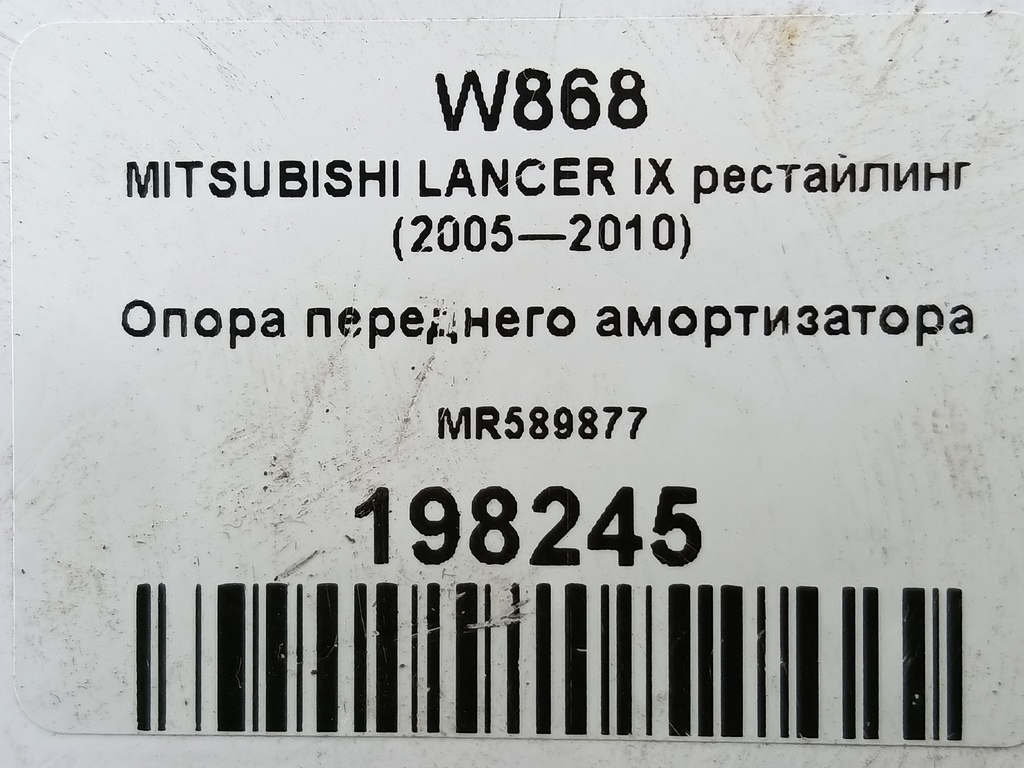 W868
MITSUBISHI LANCER IX рестайлинг
(2005—2010)
Опора переднего амортизатора
MR589877
198245